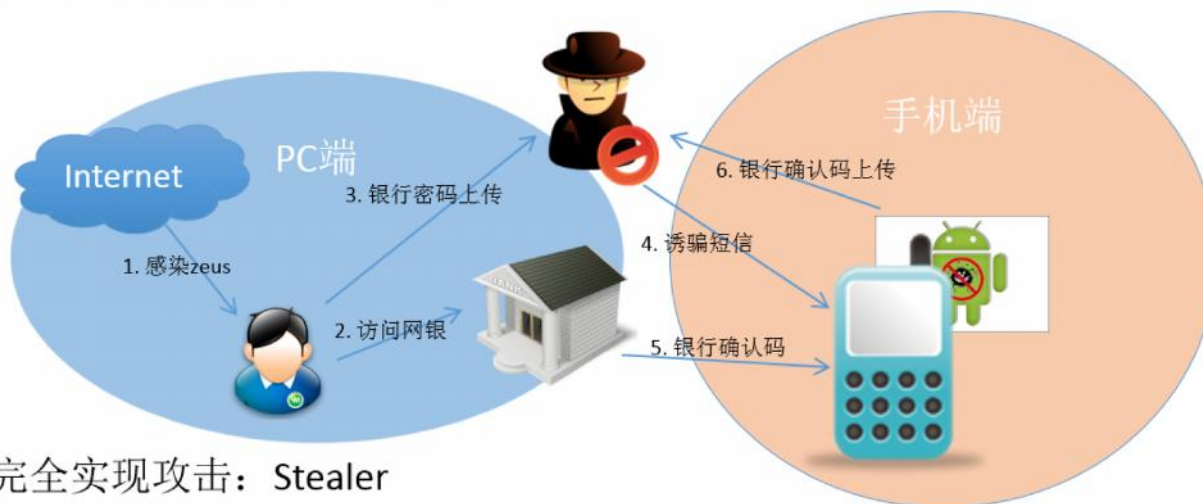 手机端
Internet
PC端
3. 银行密码上传
6. 银行确认码上传
4. 诱骗短信
1. 感染zeus
2. 访问网银
5. 银行确认码
BANK
完全实现攻击：Stealer